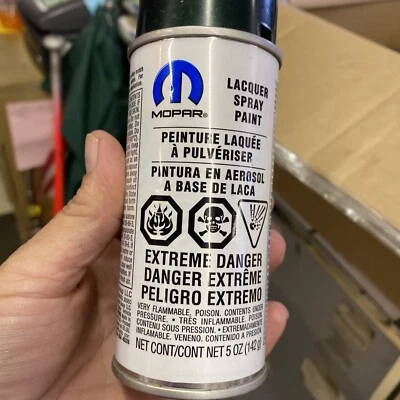 MOPAR®
LACQUER
SPRAY
PAINT
PEINTURE LAQUÉE
À PULVÉRISER
PINTURA EN AEROSOL
A BASE DE LACA
EXTREME DANGER
DANGER EXTRÊME
PELIGRO EXTREMO
VERY FLAMMABLE, POISON. CONTENTS UNDER
PRESSURE. • TRÈS INFLAMMABLE. POISON.
CONTENU SOUS PRESSION. • EXTREMADAMENTE
INFLAMABLE, VENENO. CONTENIDO A PRESIÓN.
NET CONT/CONT NET 5 OZ (142g)